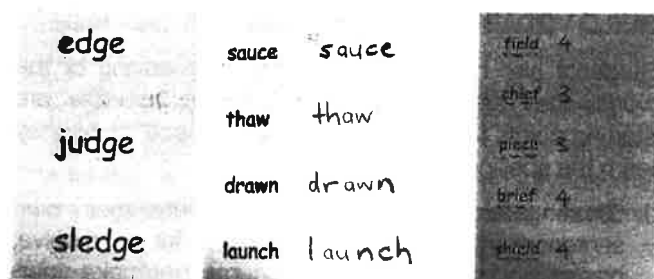 edge
judge
sledge
sauce sauce
thaw thaw
drawn drawn
launch launch
field 4
chief 3
piece 3
brief 4
shield 4